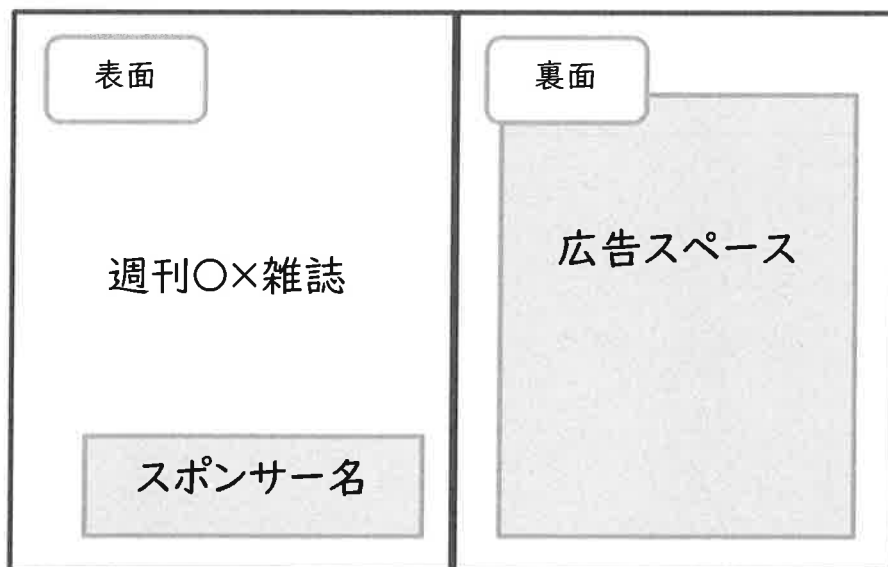 表面
週刊○×雑誌
スポンサー名
裏面
広告スペース